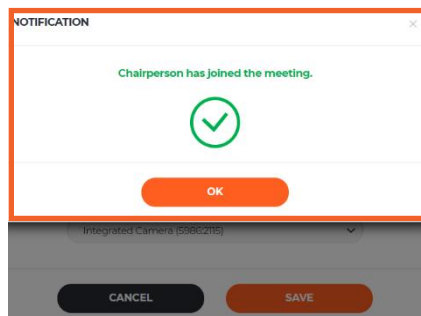 NOTIFICATION
×
Chairperson has joined the meeting.
OK
Integrated Camera (5986:2115)
CANCEL
SAVE